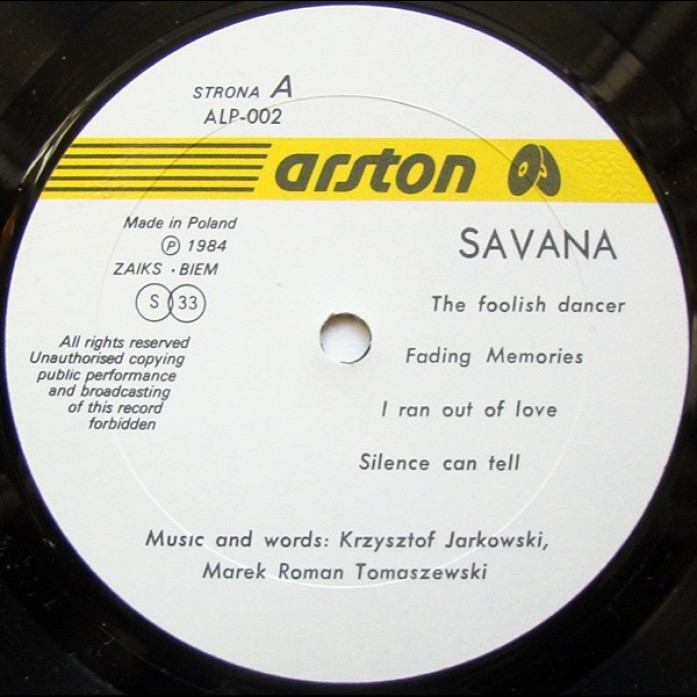 STRONA A
ALP-002
arston
Made in Poland
Ⓟ 1984
ZAIKS · BIEM
S 33
All rights reserved
Unauthorised copying
public performance
and broadcasting
of this record
forbidden
SAVANA
The foolish dancer
Fading Memories
I ran out of love
Silence can tell
Music and words: Krzysztof Jarkowski,
Marek Roman Tomaszewski